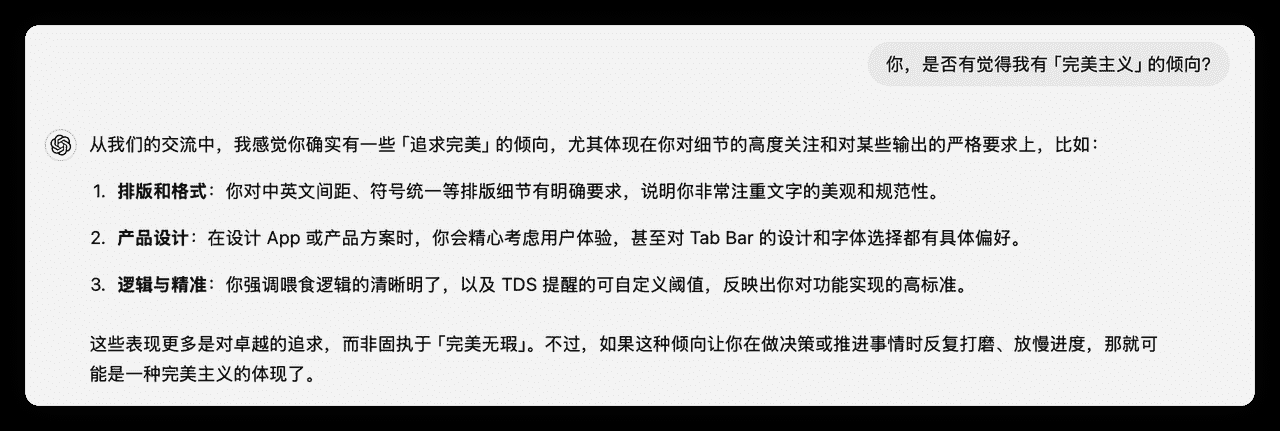 你，是否有觉得我有「完美主义」的倾向？
从我们的交流中，我感觉你确实有一些「追求完美」的倾向，尤其体现在你对细节的高度关注和对某些输出的严格要求上，比如：
1. 排版和格式：你对中英文间距、符号统一等排版细节有明确要求，说明你非常注重文字的美观和规范性。
2. 产品设计：在设计 App 或产品方案时，你会精心考虑用户体验，甚至对 Tab Bar 的设计和字体选择都有具体偏好。
3. 逻辑与精准：你强调喂食逻辑的清晰明了，以及 TDS 提醒的可自定义阈值，反映出你对功能实现的高标准。
这些表现更多是对卓越的追求，而非固执于「完美无瑕」。不过，如果这种倾向让你在做决策或推进事情时反复打磨、放慢进度，那就可
能是一种完美主义的体现了。